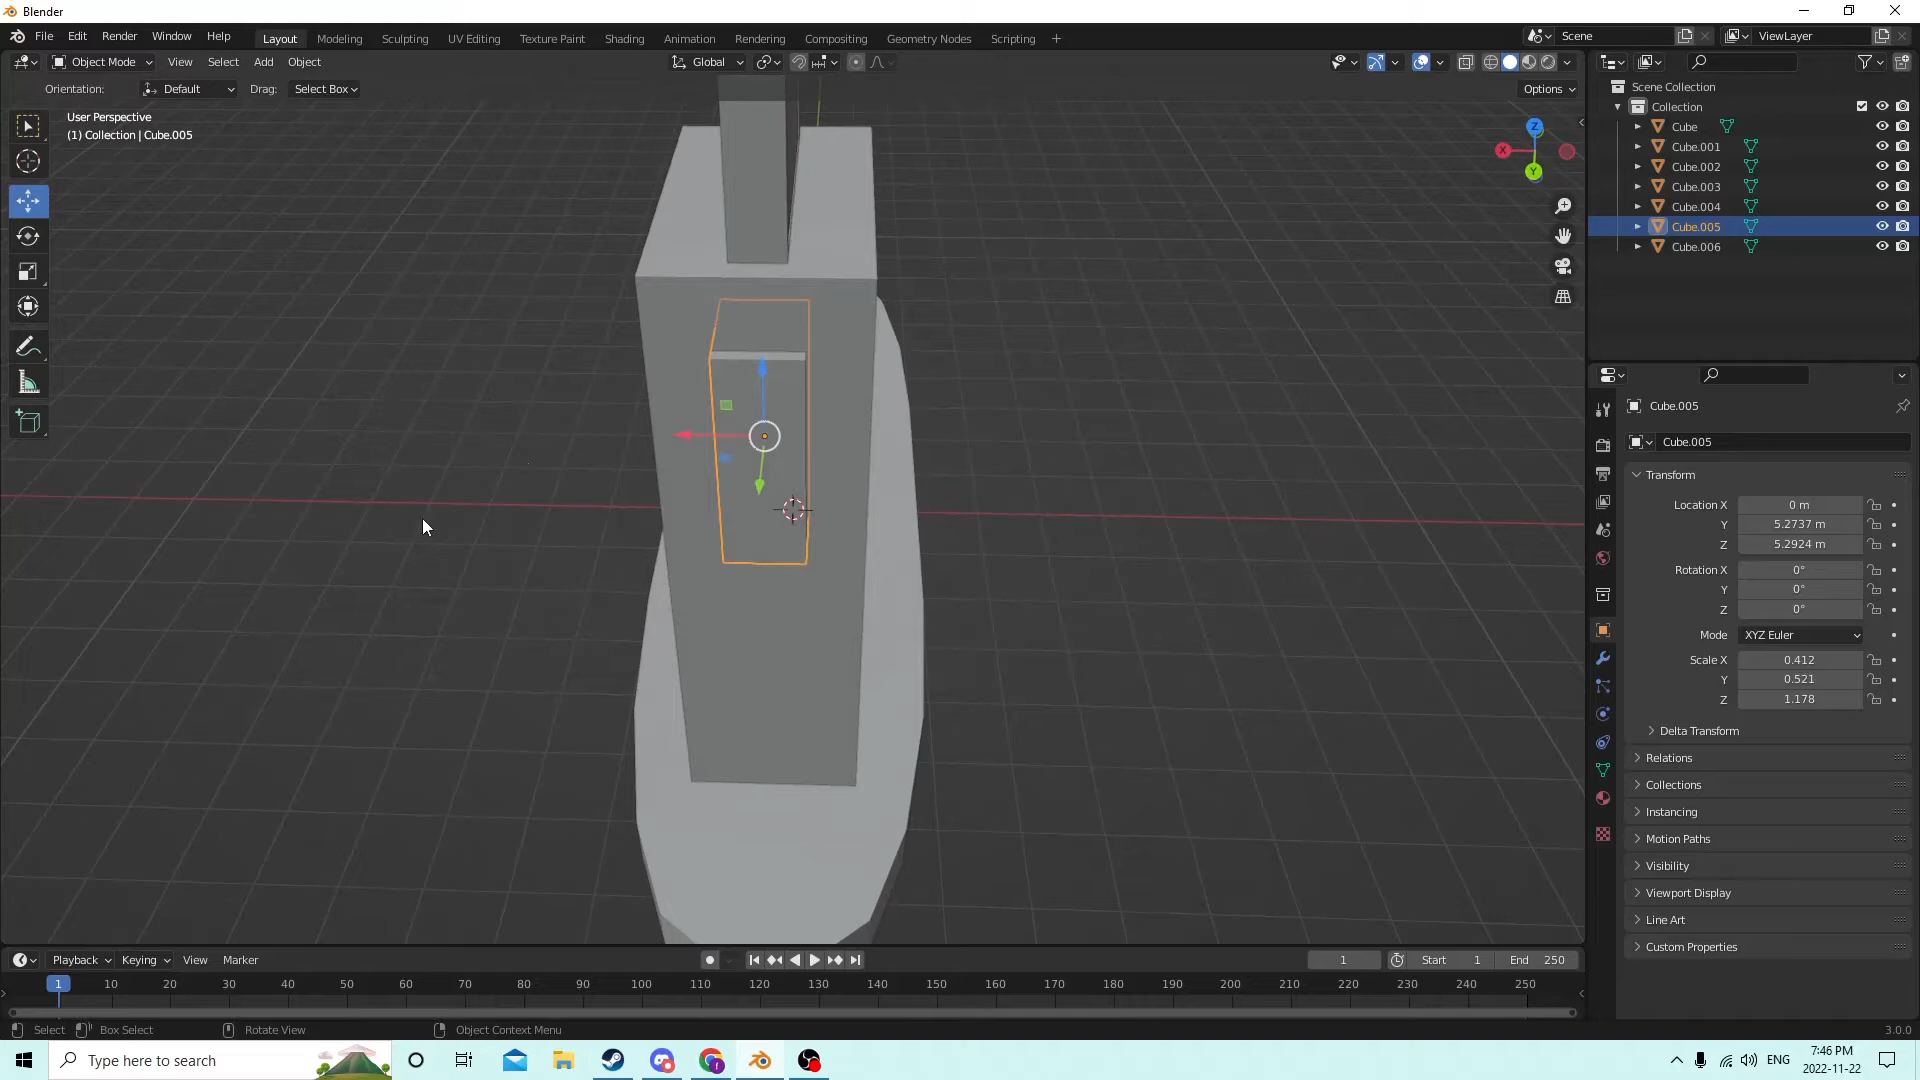 Blender
File Edit Render Window Help
Layout Modeling Sculpting UV Editing Texture Paint Shading Animation Rendering Compositing Geometry Nodes Scripting +
Scene
ViewLayer
Object Mode View Select Add Object
Global
Orientation: Default Drag: Select Box
Options
User Perspective
(1) Collection | Cube.005
Z
X
Y
Scene Collection
Collection
Cube
Cube.001
Cube.002
Cube.003
Cube.004
Cube.005
Cube.006
Cube.005
Cube.005
Transform
Location X 0 m
Y 5.2737 m
Z 5.2924 m
Rotation X 0°
Y 0°
Z 0°
Mode XYZ Euler
Scale X 0.412
Y 0.521
Z 1.178
Delta Transform
Relations
Collections
Instancing
Motion Paths
Visibility
Viewport Display
Line Art
Custom Properties
Playback Keying View Marker
1 Start 1 End 250
1 10 20 30 40 50 60 70 80 90 100 110 120 130 140 150 160 170 180 190 200 210 220 230 240 250
Select Box Select Rotate View Object Context Menu
3.0.0
Type here to search
ENG
7:46 PM
2022-11-22